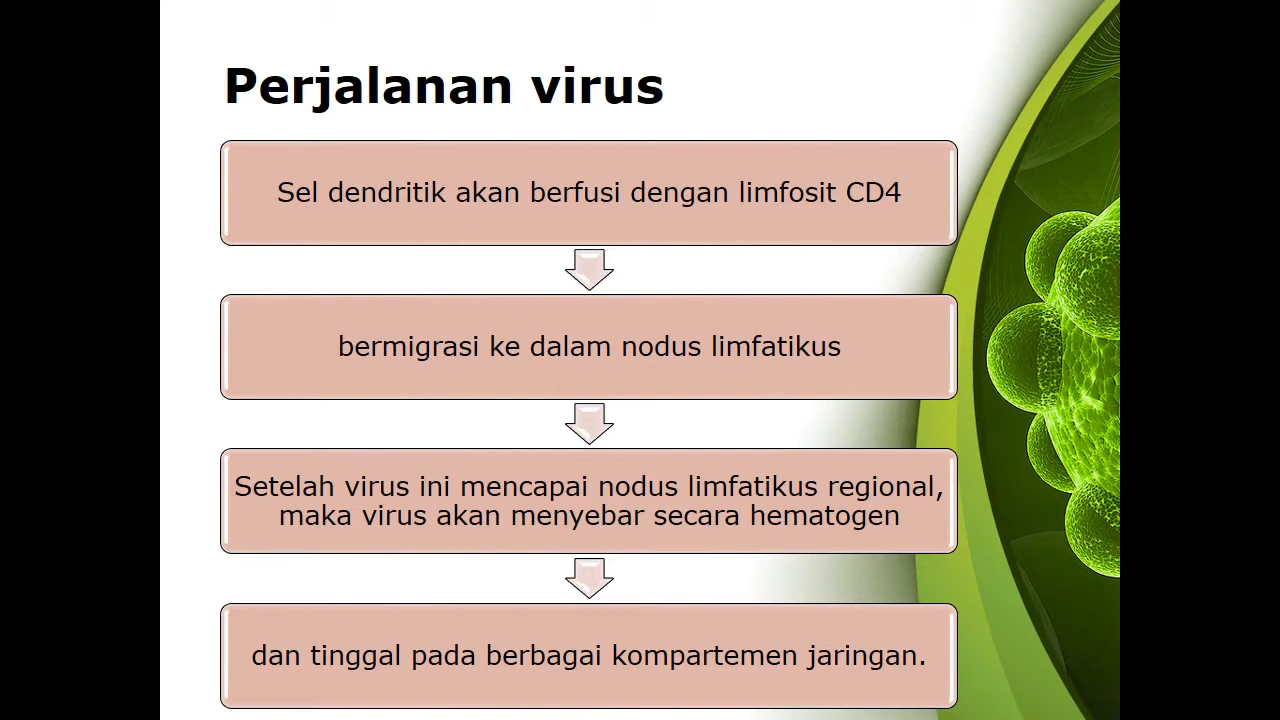 Perjalanan virus
Sel dendritik akan berfusi dengan limfosit CD4
bermigrasi ke dalam nodus limfatikus
Setelah virus ini mencapai nodus limfatikus regional,
maka virus akan menyebar secara hematogen
dan tinggal pada berbagai kompartemen jaringan.